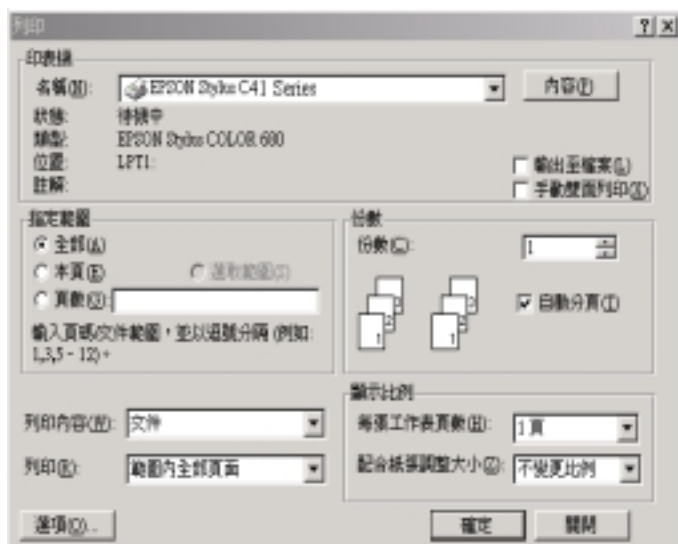 列印
印表機
名稱(N): EPSON Stylus C41 Series 內容(P)
狀態: 待機中
類型: EPSON Stylus COLOR 680
位置: LPT1:
註解:
輸出至檔案(L)
手動雙面列印(X)
指定範圍
全部(A)
本頁(E) 選取範圍(S)
頁數(G):
輸入頁碼/文件範圍，並以逗號分隔 (例如:
1,3,5 - 12)。
份數
份數(C): 1
1 2 3 1 2 3
自動分頁(T)
列印內容(W): 文件
列印(R): 範圍內全部頁面
顯示比例
每張工作表頁數(H): 1 頁
配合紙張調整大小(Z): 不變更比例
選項(O)... 確定 關閉